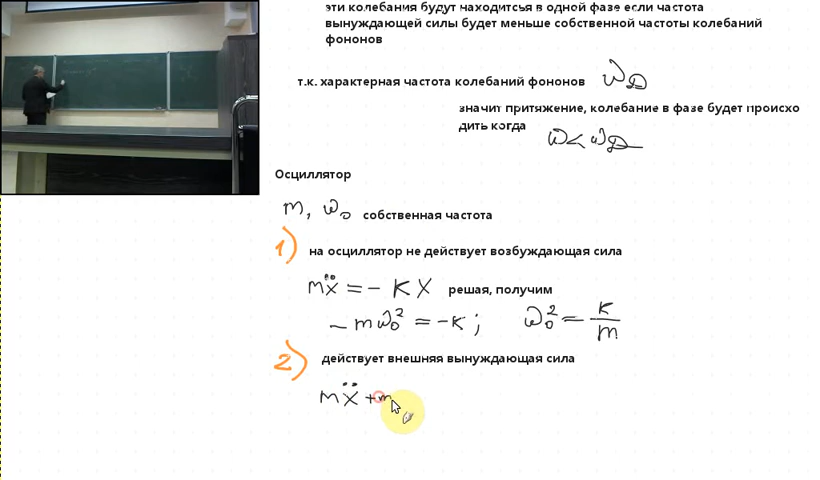 эти колебания будут находиться в одной фазе если частота
вынуждающей силы будет меньше собственной частоты колебаний
фононов
т.к. характерная частота колебаний фононов ω_D
значит притяжение, колебание в фазе будет происхо
дить когда ω < ω_D
Осциллятор
m, ω₀ собственная частота
1) на осциллятор не действует возбуждающая сила
mẍ = - kx решая, получим
- mω₀² = -k ; ω₀² = k/m
2) действует внешняя вынуждающая сила
mẍ + m